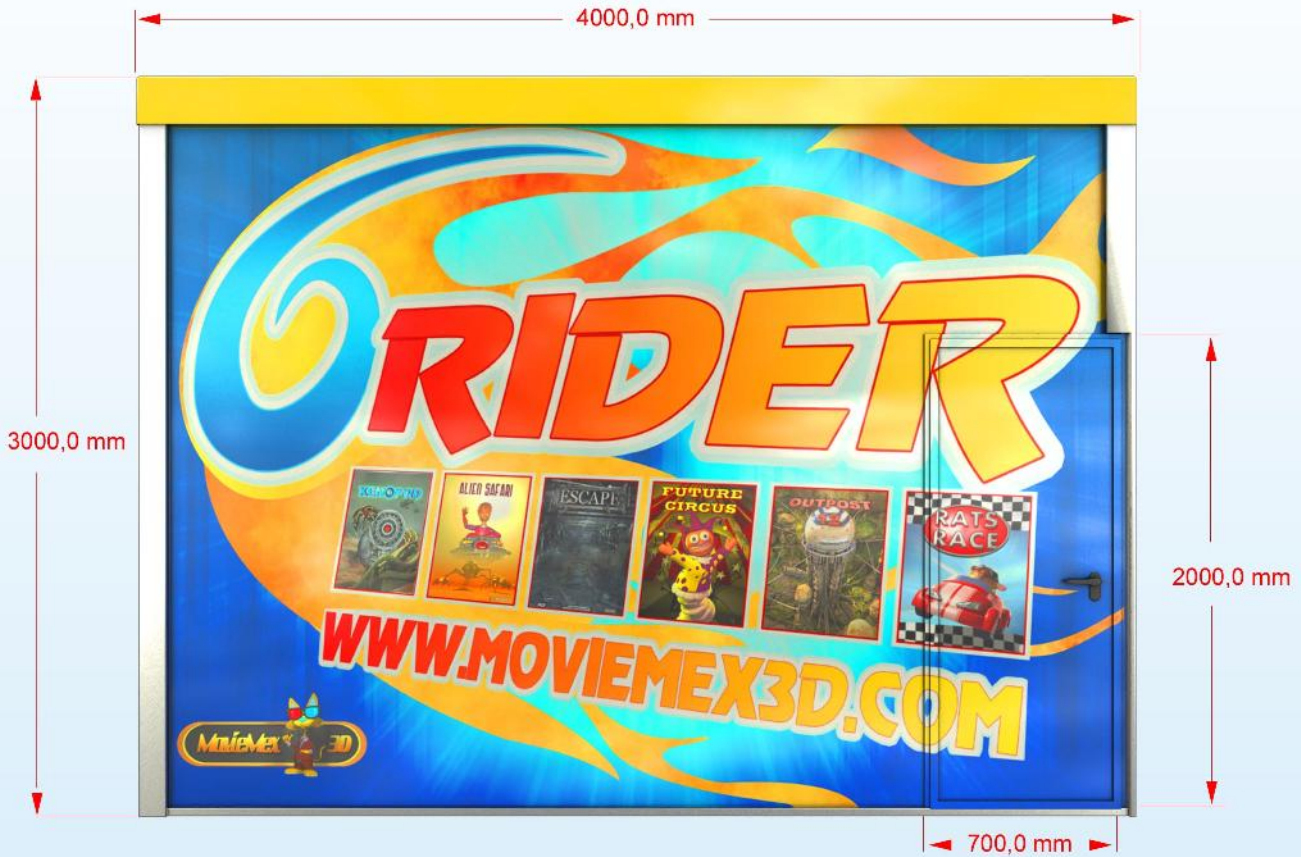 4000,0 mm
3000,0 mm
6RIDER
2000,0 mm
ALIEN SAFARI
ESCAPE
FUTURE
CIRCUS
OUTPOST
RATS
RACE
WWW.MOVIEMEX3D.COM
MovieMex 3D
700,0 mm